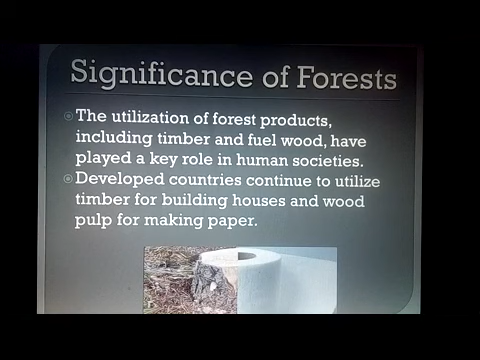 Significance of Forests
The utilization of forest products,
including timber and fuel wood, have
played a key role in human societies.
Developed countries continue to utilize
timber for building houses and wood
pulp for making paper.